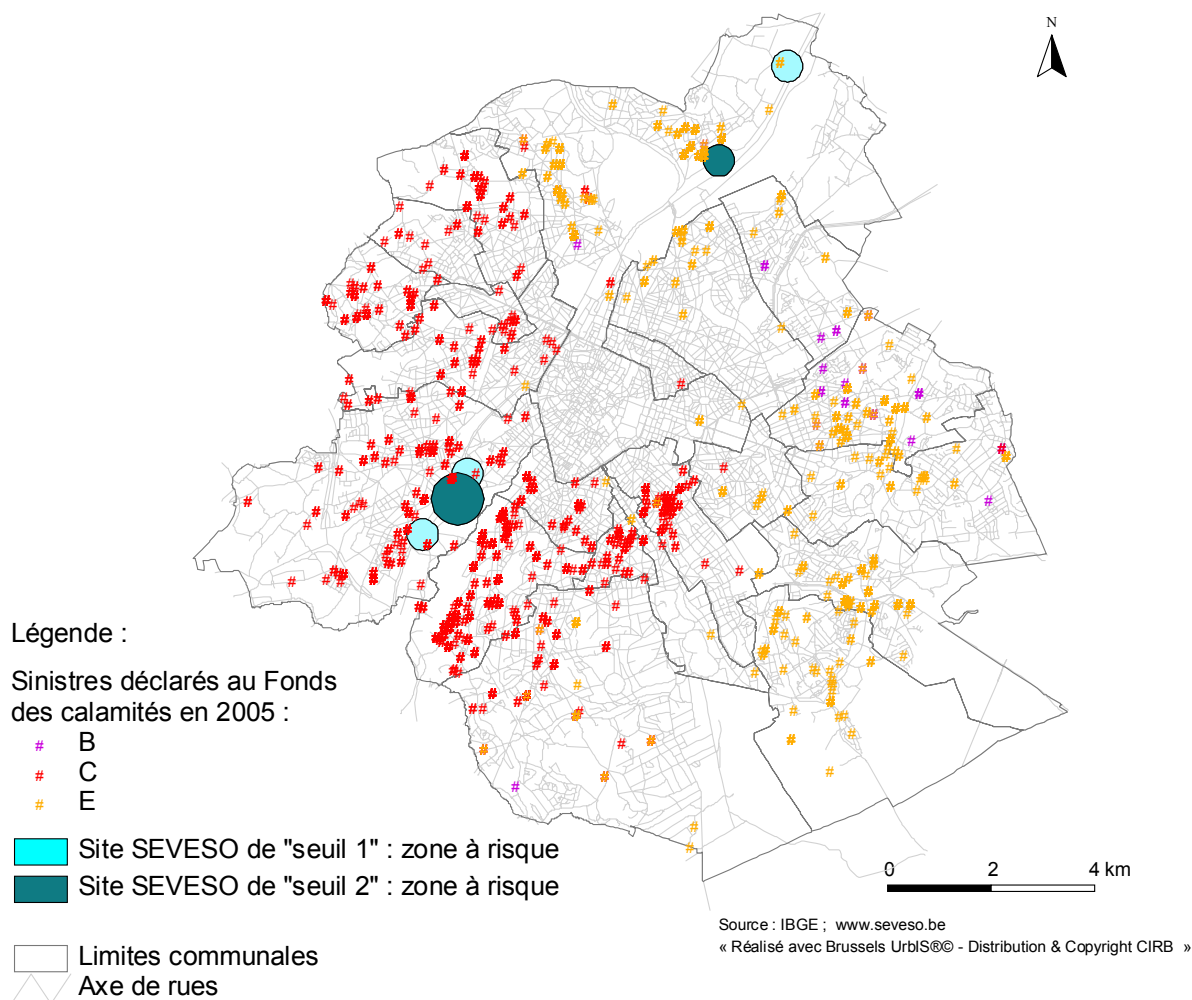 N
Légende :
Sinistres déclarés au Fonds
des calamités en 2005 :
# B
# C
# E
Site SEVESO de "seuil 1" : zone à risque
Site SEVESO de "seuil 2" : zone à risque
Limites communales
Axe de rues
0 2 4 km
Source : IBGE ; www.seveso.be
« Réalisé avec Brussels UrbIS®© - Distribution & Copyright CIRB »